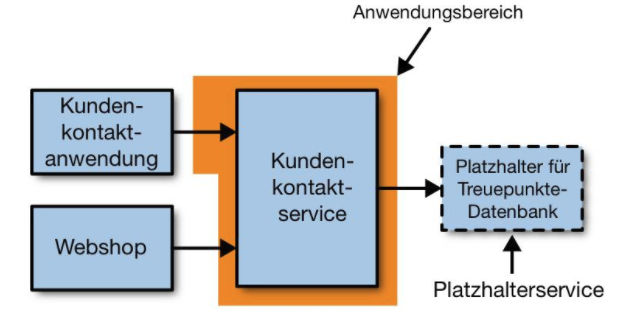 Anwendungsbereich
Kunden-
kontakt-
anwendung
Kunden-
kontakt-
service
Platzhalter für
Treuepunkte-
Datenbank
Webshop
Platzhalterservice